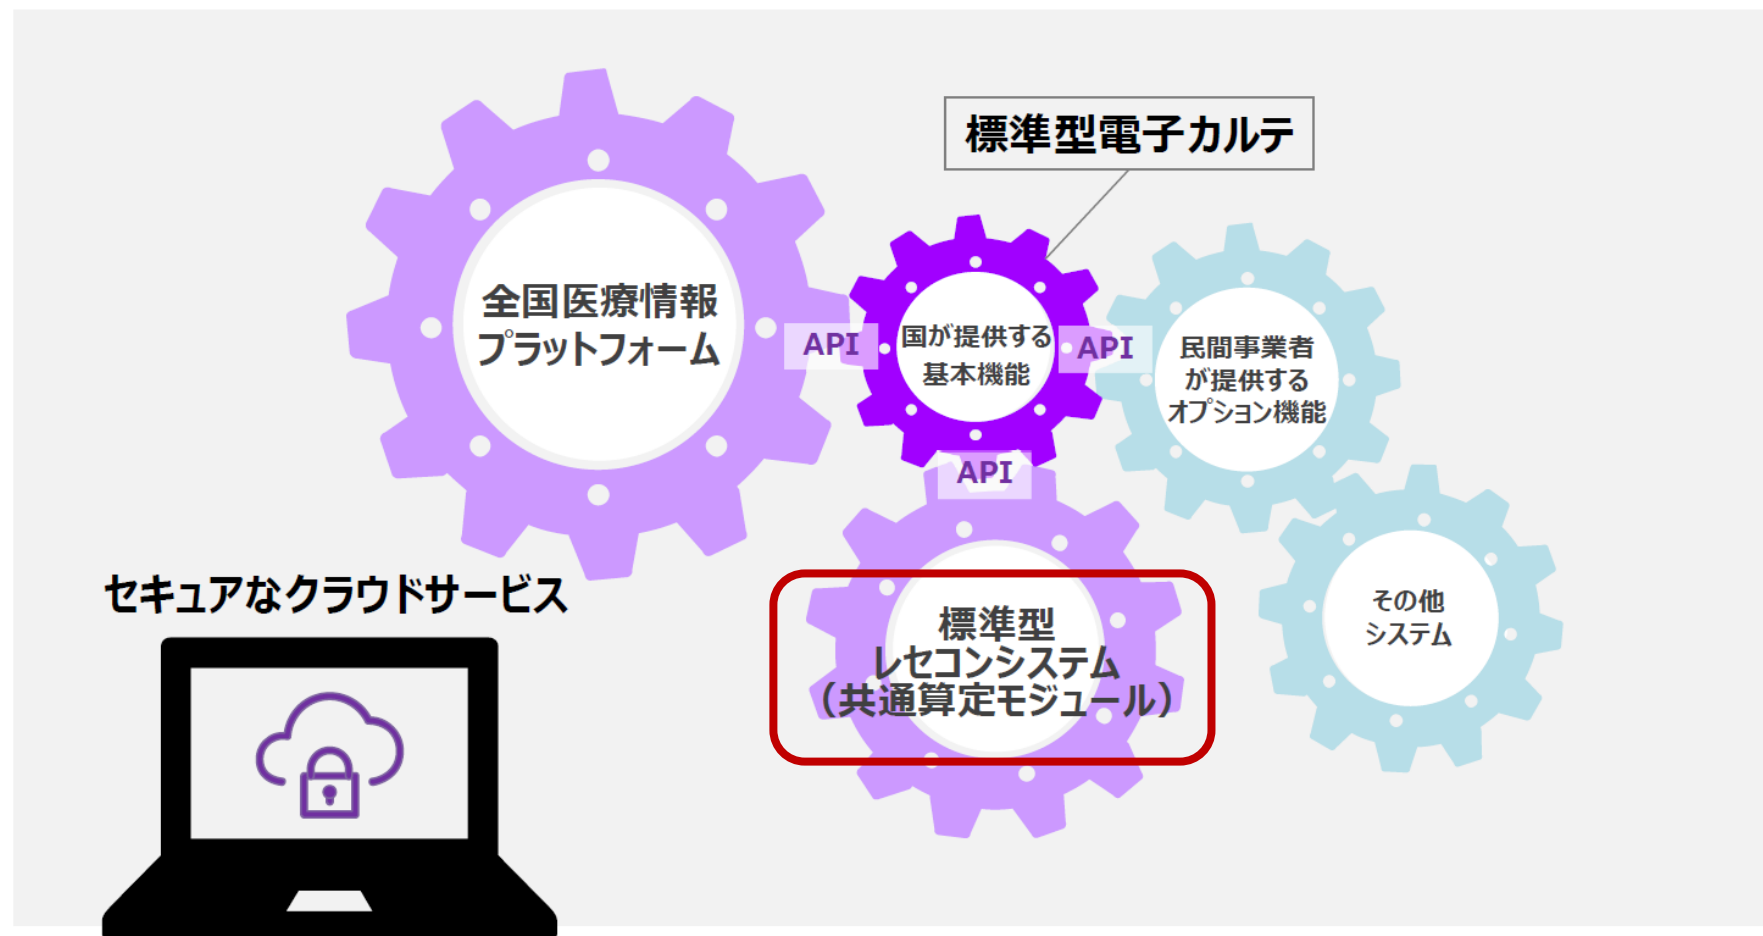 標準型電子カルテ
全国医療情報
プラットフォーム
API
国が提供する
基本機能
API
民間事業者
が提供する
オプション機能
API
セキュアなクラウドサービス
標準型
レセコンシステム
（共通算定モジュール）
その他
システム